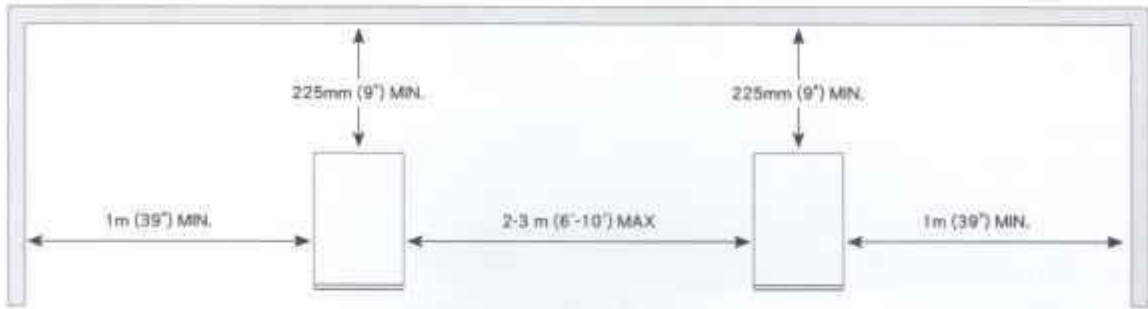 225mm (9") MIN.
225mm (9") MIN.
1m (39") MIN.
2-3 m (6'-10') MAX
1m (39") MIN.